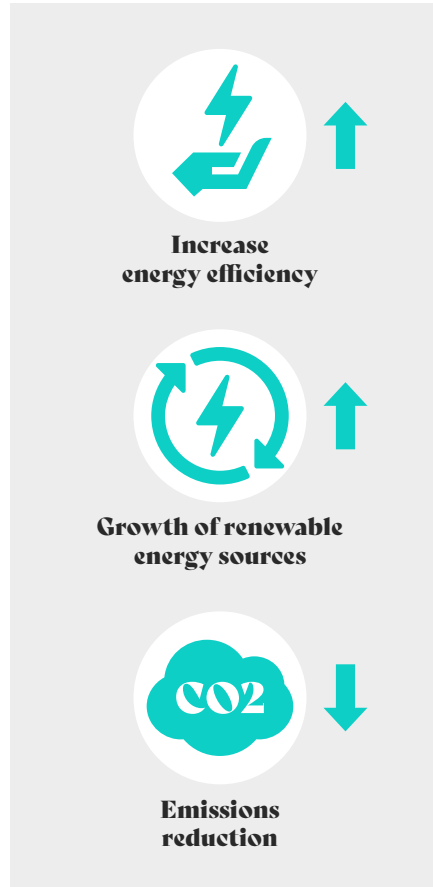 Increase
energy efficiency
Growth of renewable
energy sources
CO2
Emissions
reduction